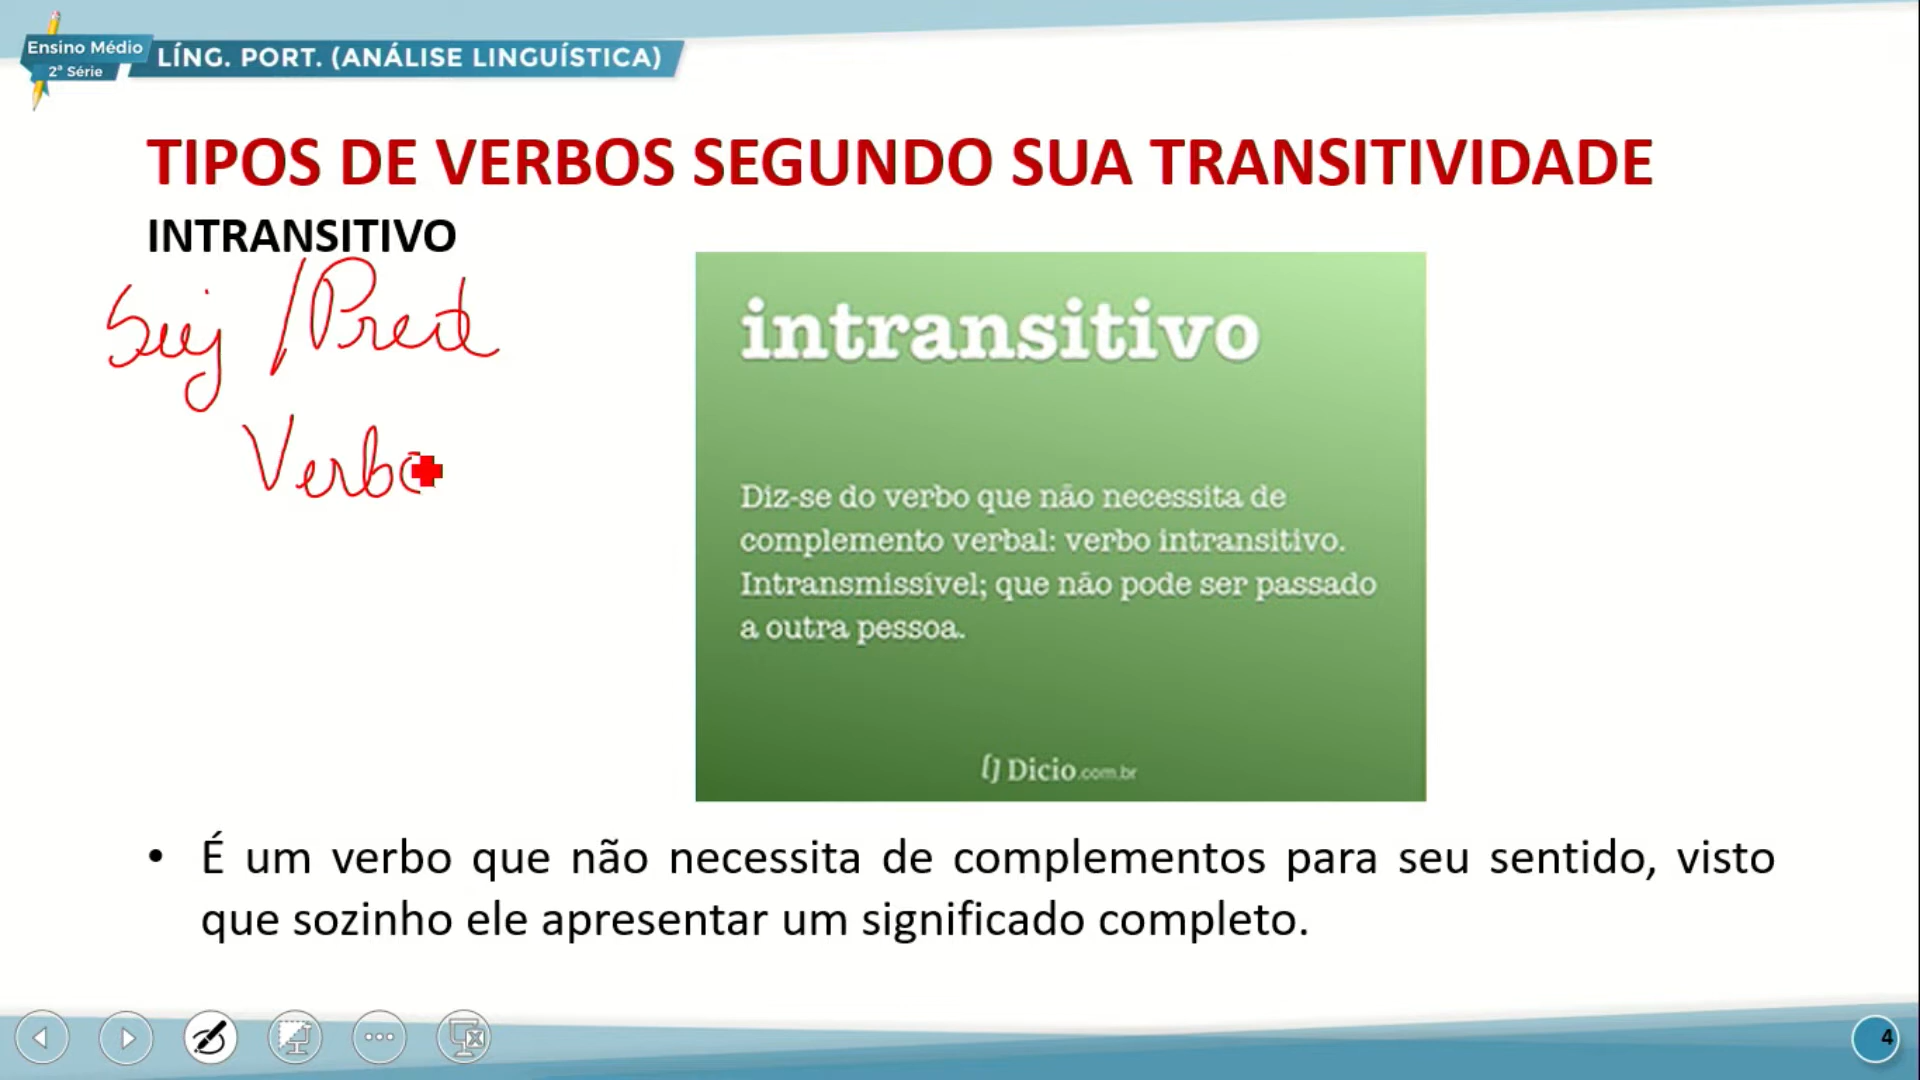 Ensino Médio
2ª Série
LÍNG. PORT. (ANÁLISE LINGUÍSTICA)
TIPOS DE VERBOS SEGUNDO SUA TRANSITIVIDADE
INTRANSITIVO
Suj / Pred
Verbo
intransitivo
Diz-se do verbo que não necessita de
complemento verbal: verbo intransitivo.
Intransmissível; que não pode ser passado
a outra pessoa.
Dicio.com.br
• É um verbo que não necessita de complementos para seu sentido, visto
que sozinho ele apresentar um significado completo.
4